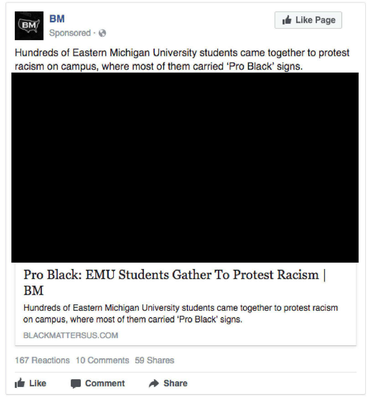 BM
BM
Like Page
Sponsored ·
Hundreds of Eastern Michigan University students came together to protest
racism on campus, where most of them carried 'Pro Black' signs.
Pro Black: EMU Students Gather To Protest Racism |
BM
Hundreds of Eastern Michigan University students came together to protest racism
on campus, where most of them carried 'Pro Black' signs.
BLACKMATTERSUS.COM
167 Reactions 10 Comments 59 Shares
Like Comment Share